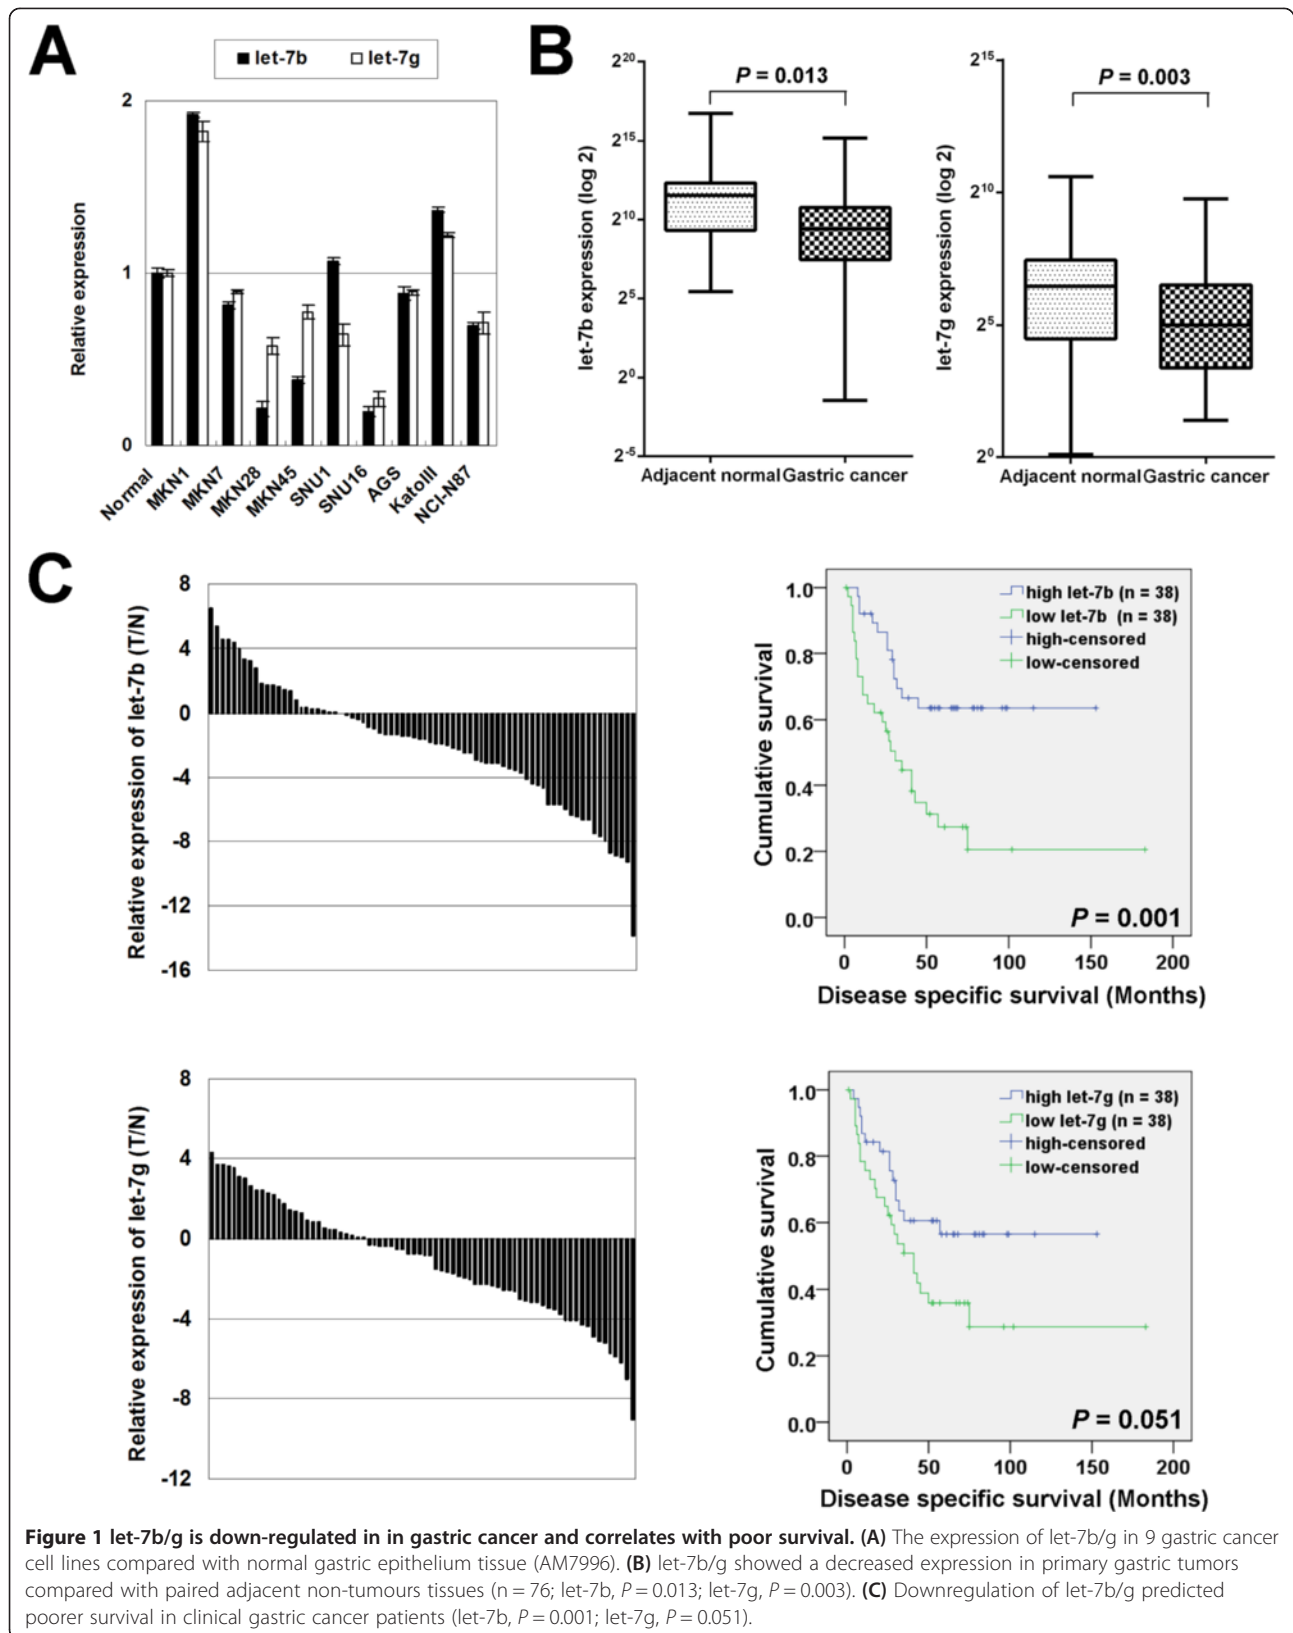 A
let-7b let-7g
2
1
0
Relative expression
Normal
MKN1
MKN7
MKN28
MKN45
SNU1
SNU16
AGS
KatoIII
NCI-N87
B
P = 0.013
2^20
2^15
2^10
2^5
2^0
2^-5
let-7b expression (log 2)
Adjacent normal Gastric cancer
P = 0.003
2^15
2^10
2^5
2^0
let-7g expression (log 2)
Adjacent normal Gastric cancer
C
8
4
0
-4
-8
-12
-16
Relative expression of let-7b (T/N)
high let-7b (n = 38)
low let-7b (n = 38)
high-censored
low-censored
1.0
0.8
0.6
0.4
0.2
0.0
Cumulative survival
P = 0.001
0 50 100 150 200
Disease specific survival (Months)
8
4
0
-4
-8
-12
Relative expression of let-7g (T/N)
high let-7g (n = 38)
low let-7g (n = 38)
high-censored
low-censored
1.0
0.8
0.6
0.4
0.2
0.0
Cumulative survival
P = 0.051
0 50 100 150 200
Disease specific survival (Months)
Figure 1 let-7b/g is down-regulated in in gastric cancer and correlates with poor survival. (A) The expression of let-7b/g in 9 gastric cancer
cell lines compared with normal gastric epithelium tissue (AM7996). (B) let-7b/g showed a decreased expression in primary gastric tumors
compared with paired adjacent non-tumours tissues (n = 76; let-7b, P = 0.013; let-7g, P = 0.003). (C) Downregulation of let-7b/g predicted
poorer survival in clinical gastric cancer patients (let-7b, P = 0.001; let-7g, P = 0.051).